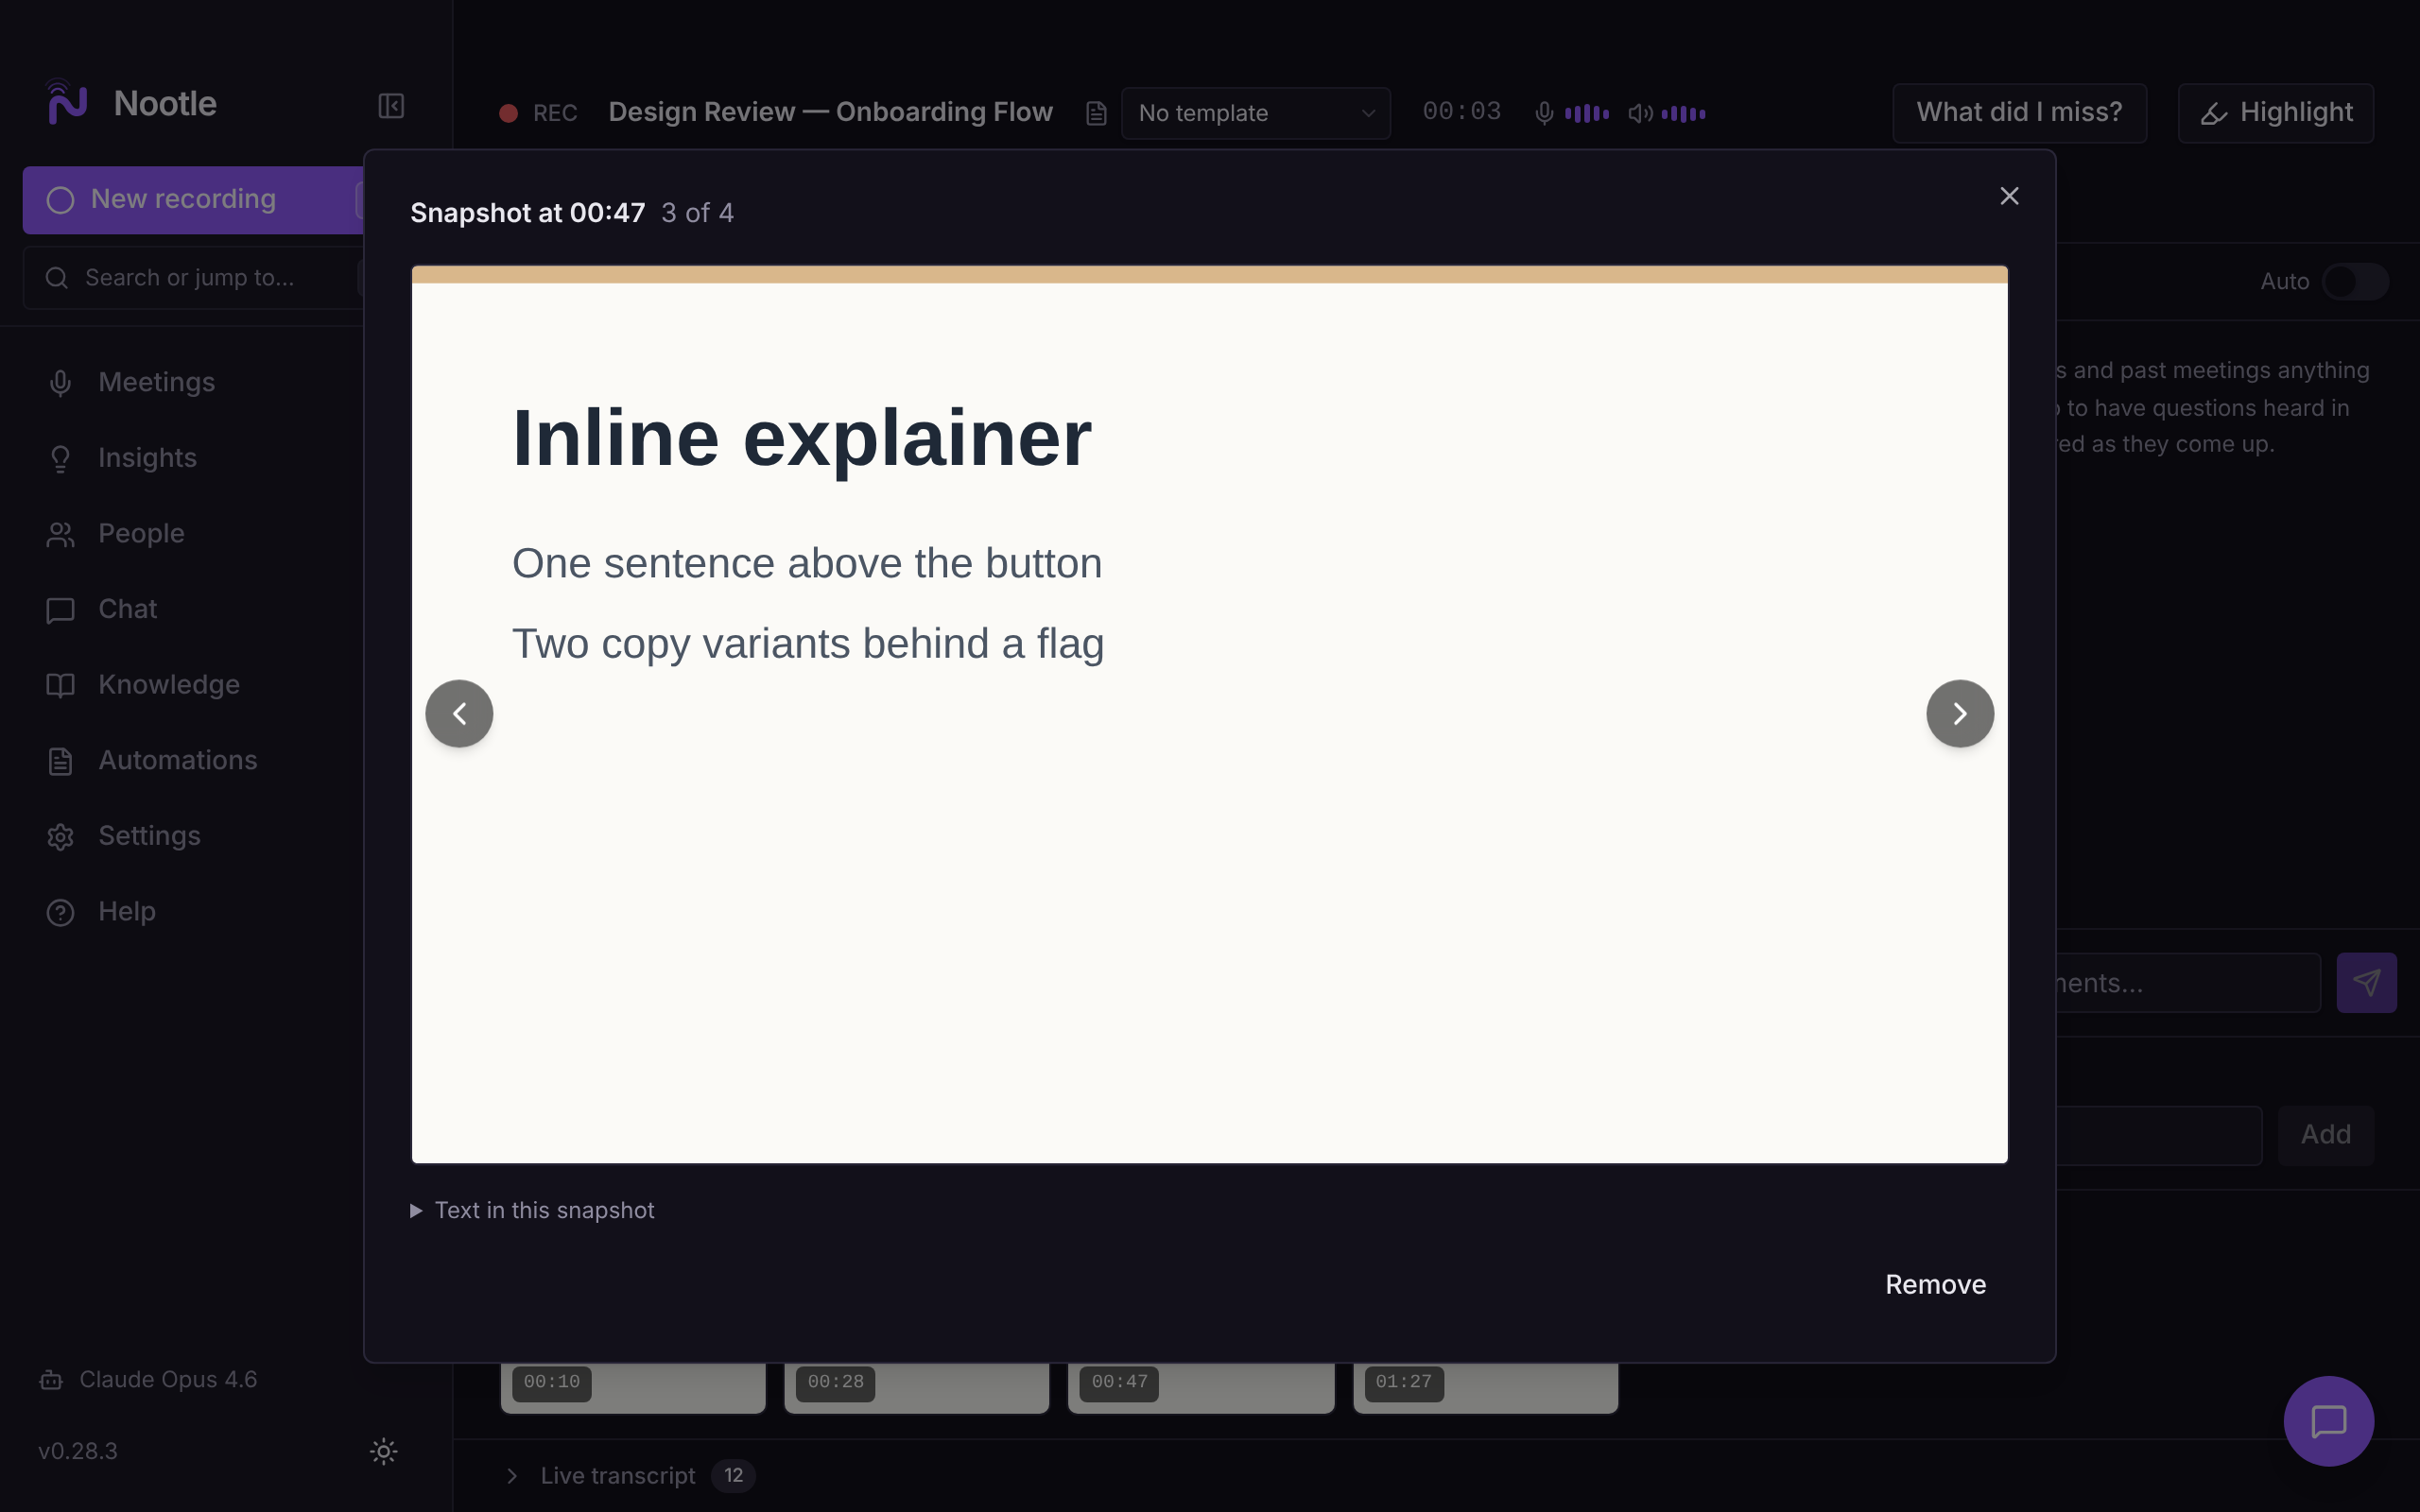 Nootle
New recording
Search or jump to...
Meetings
Insights
People
Chat
Knowledge
Automations
Settings
Help
Claude Opus 4.6
v0.28.3
REC Design Review — Onboarding Flow No template 00:03 What did I miss? Highlight
Auto
and past meetings anything
to have questions heard in
as they come up.
Add
Snapshot at 00:47 3 of 4
Inline explainer
One sentence above the button
Two copy variants behind a flag
Text in this snapshot
Remove
00:10 00:28 00:47 01:27
Live transcript 12